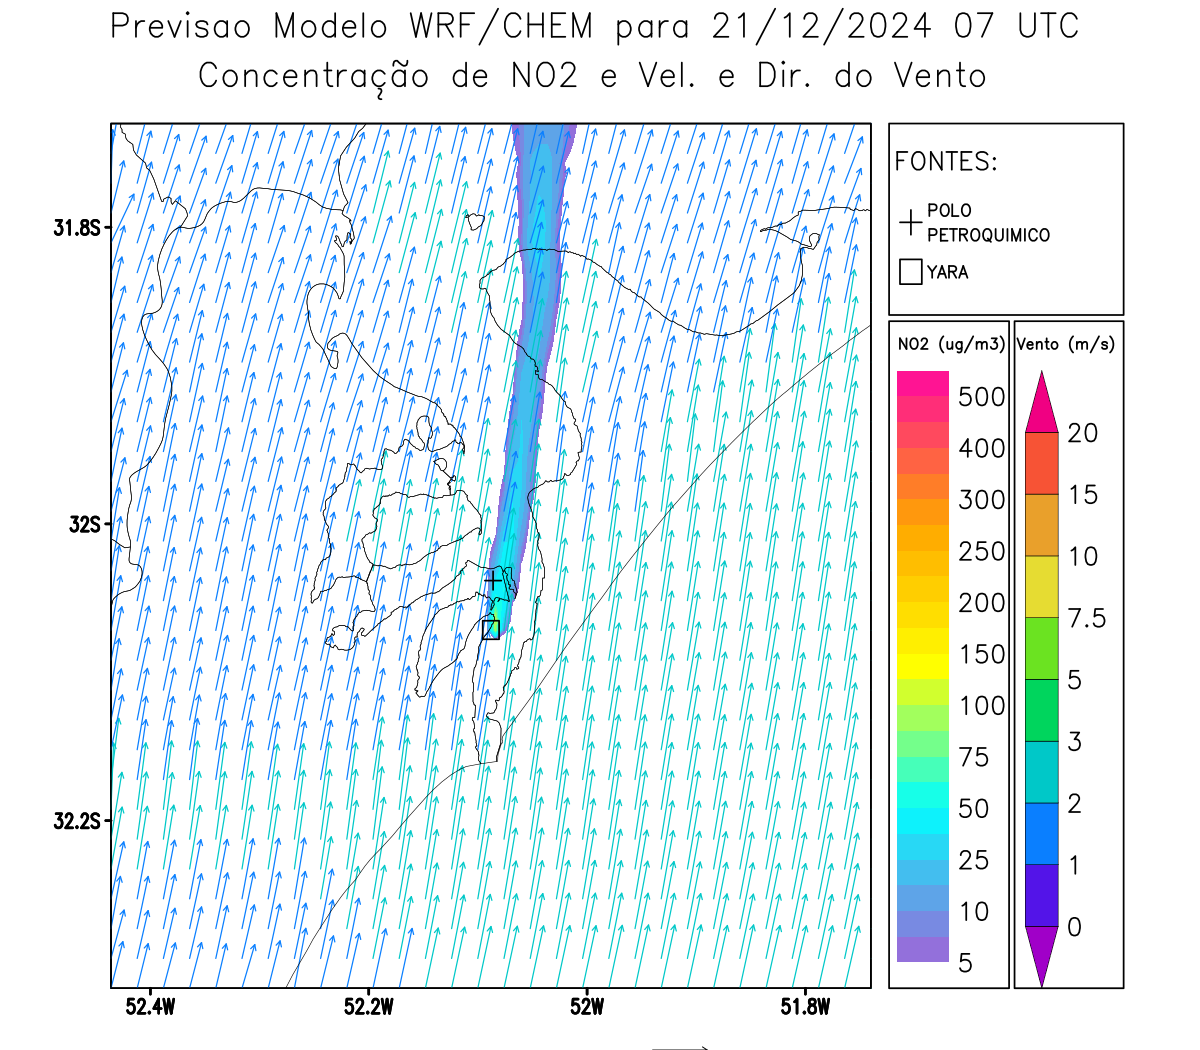 Previsao Modelo WRF/CHEM para 21/12/2024 07 UTC
Concentração de NO2 e Vel. e Dir. do Vento
FONTES:
POLO
PETROQUIMICO
YARA
NO2 (ug/m3)
500
400
300
250
200
150
100
75
50
25
10
5
Vento (m/s)
20
15
10
7.5
5
3
2
1
0
31.8S
32S
32.2S
52.4W
52.2W
52W
51.8W